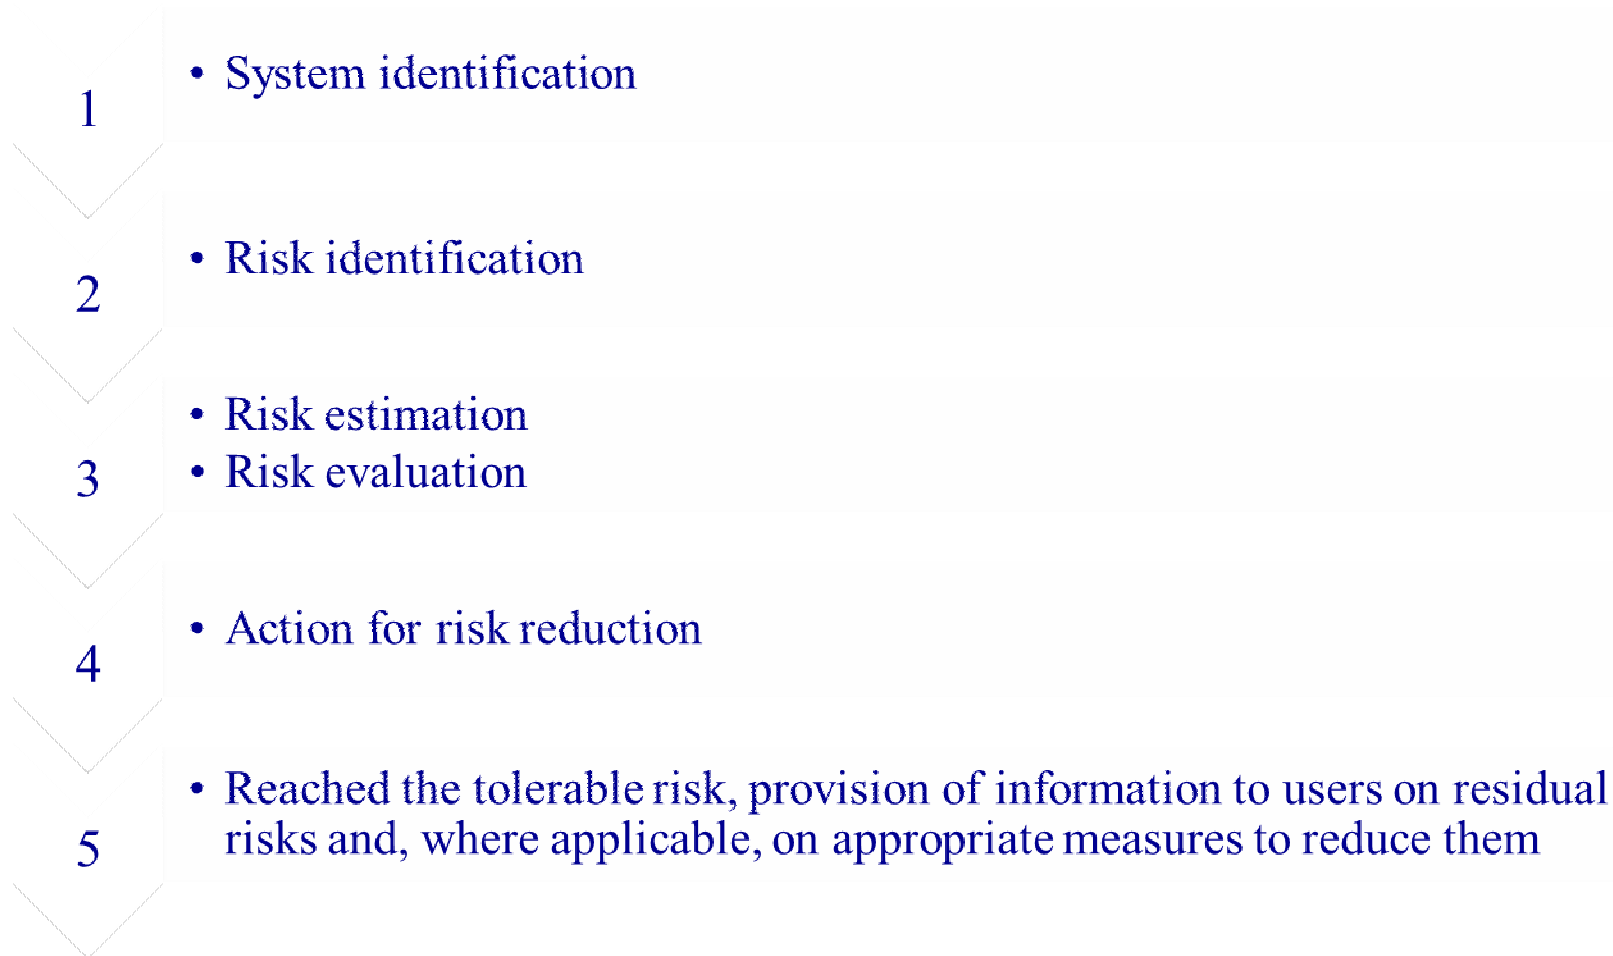 1
• System identification
2
• Risk identification
3
• Risk estimation
• Risk evaluation
4
• Action for risk reduction
5
• Reached the tolerable risk, provision of information to users on residual
risks and, where applicable, on appropriate measures to reduce them